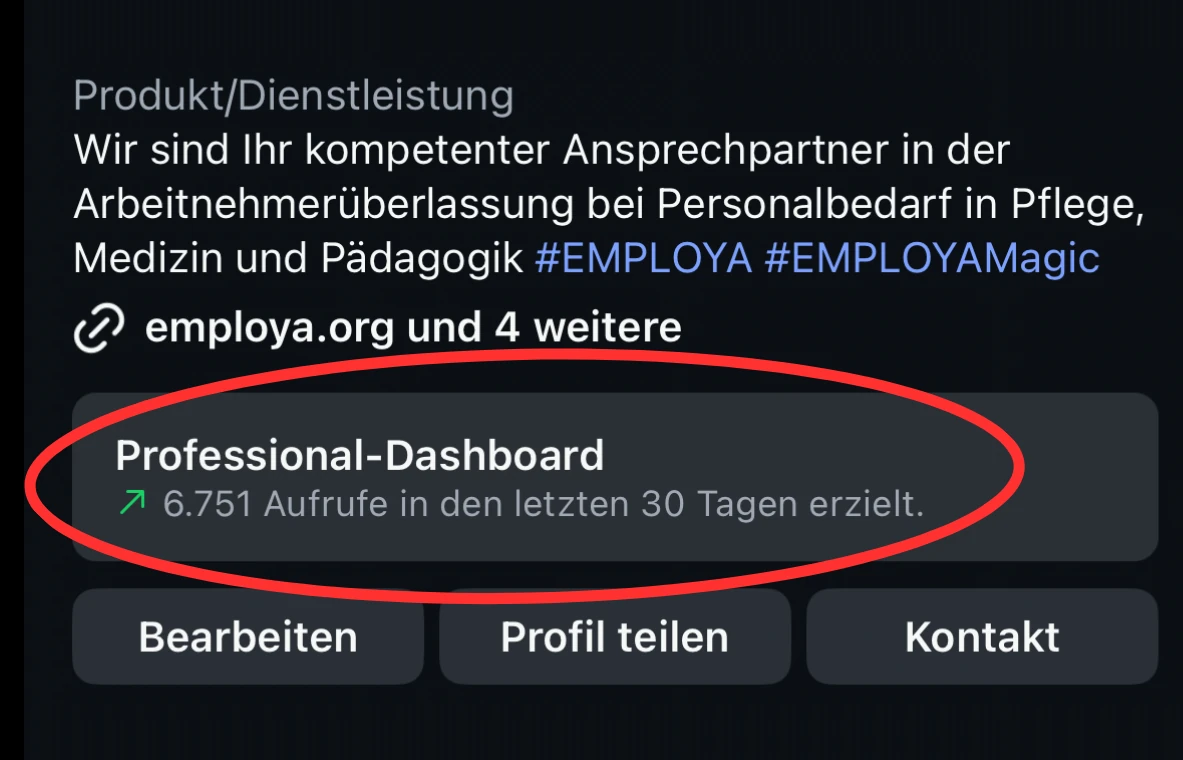 Produkt/Dienstleistung
Wir sind Ihr kompetenter Ansprechpartner in der
Arbeitnehmerüberlassung bei Personalbedarf in Pflege,
Medizin und Pädagogik #EMPLOYA #EMPLOYAMagic
employa.org und 4 weitere
Professional-Dashboard
6.751 Aufrufe in den letzten 30 Tagen erzielt.
Bearbeiten
Profil teilen
Kontakt